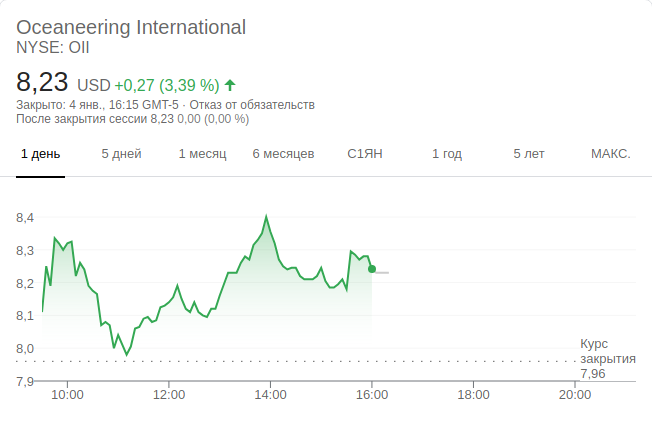 Oceaneering International
NYSE: OII
8,23 USD +0,27 (3,39 %)
Закрыто: 4 янв., 16:15 GMT-5 · Отказ от обязательств
После закрытия сессии 8,23 0,00 (0,00 %)
1 день 5 дней 1 месяц 6 месяцев С1ЯН 1 год 5 лет МАКС.
8,4
8,3
8,2
8,1
8,0
7,9
Курс
закрытия
7,96
10:00 12:00 14:00 16:00 18:00 20:00